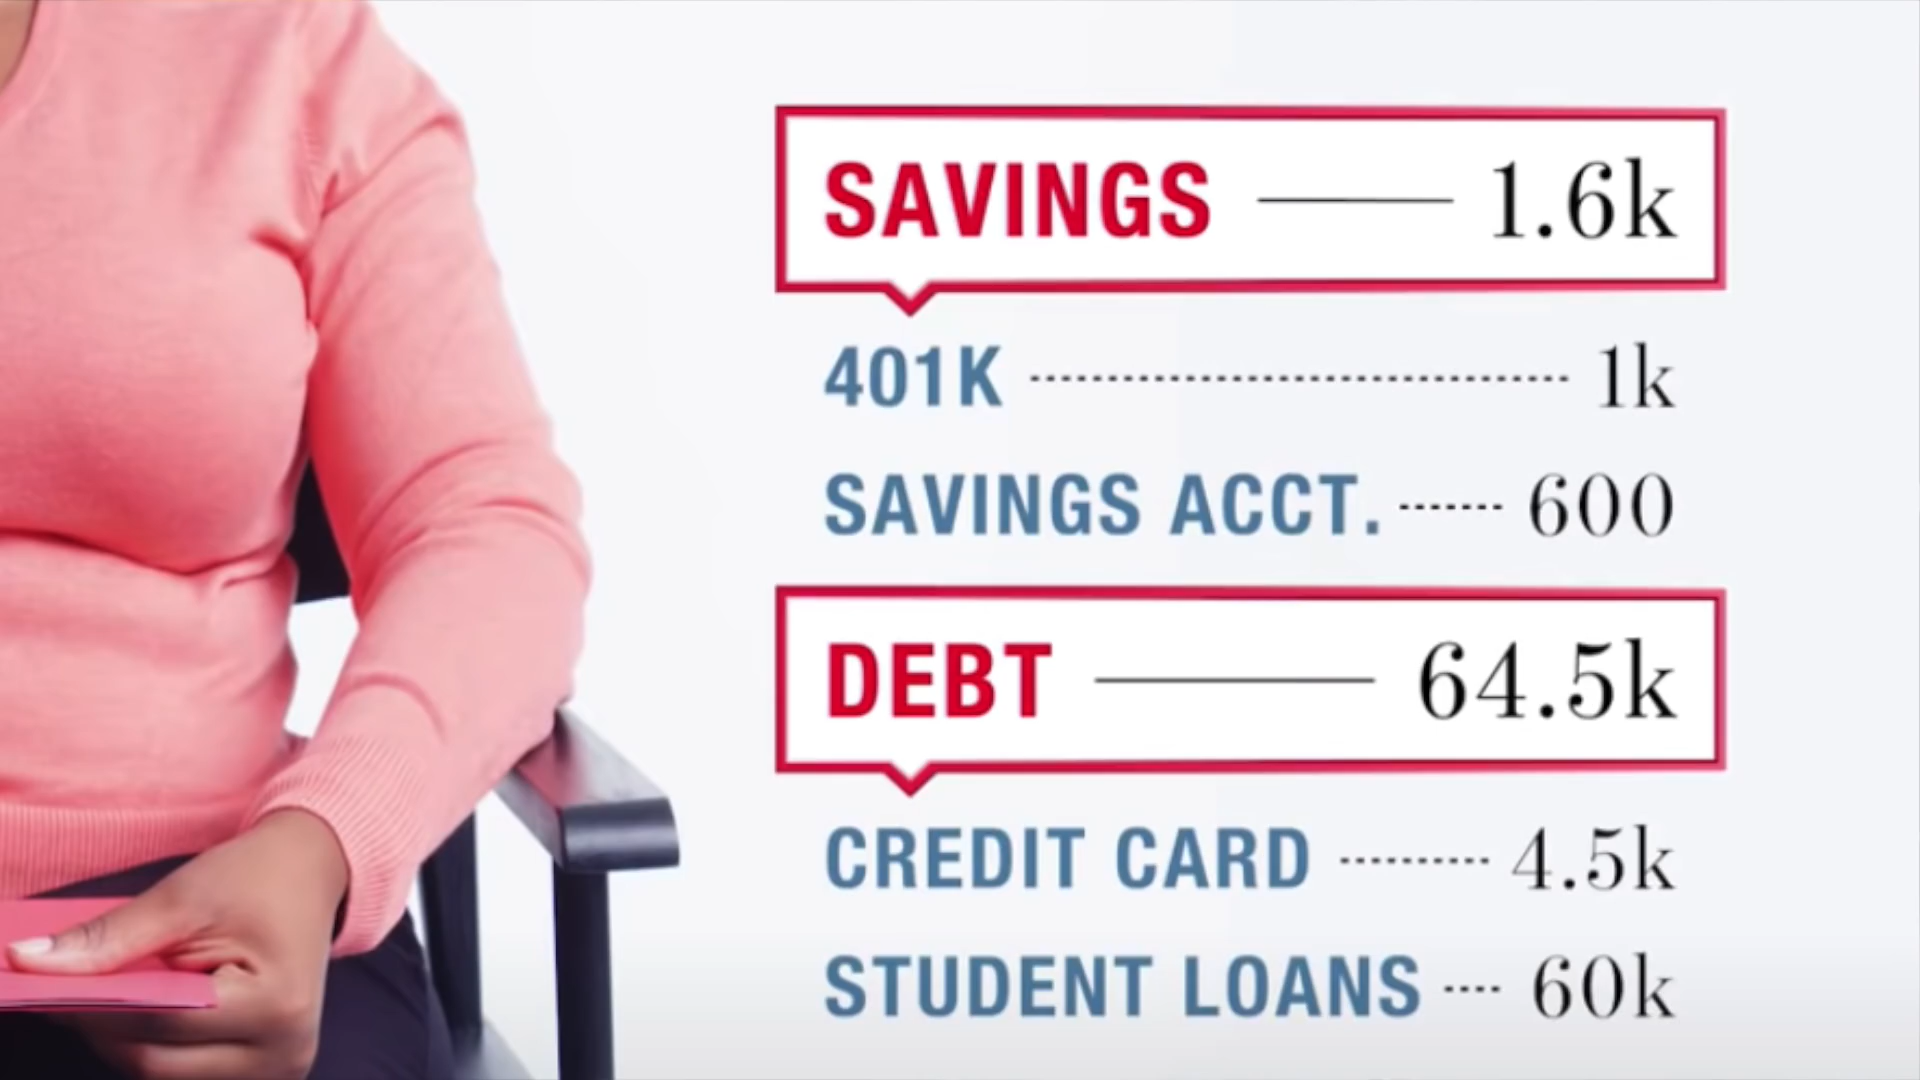 SAVINGS 1.6k
401K 1k
SAVINGS ACCT. 600
DEBT 64.5k
CREDIT CARD 4.5k
STUDENT LOANS 60k